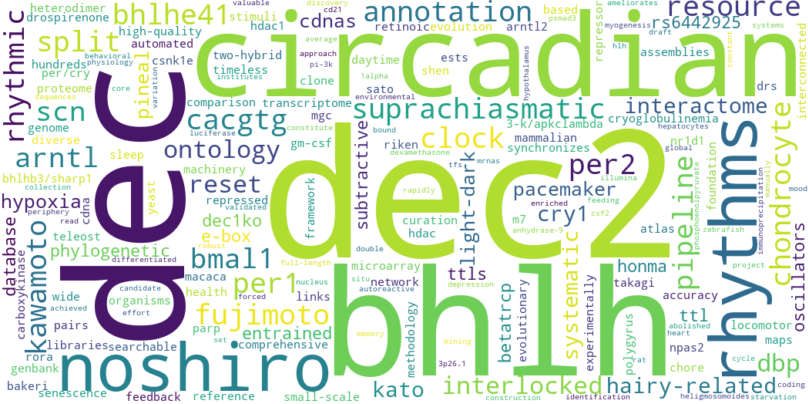 heterodimer
drospirenone
bhlhe41
stimuli
valuable
cd21
ameliorates
discovery
physiology
behavioral
annotation
resource
rhythmic
high-quality
split
automated
hundreds
per/cry
proteome
sequences
core
variation
pineal
hdac1
cdnas
retinoic
evolution
based
psmad3
myogenesis
average
approach
pi-3k
arntl2
hypothalamus
repressor
rs6442925
draft
systems
hlh
constant
two-hybrid
csnk1e
timeless
institutes
ests
daytime
sato
environmental
shen
1alpha
circadian
assemblies
interconnected
scn
genome
diverse
bhlhb3/sharp1
collection
cacgtg
comparison
transcriptome
clone
mgc
luciferase
constitute
gm-csf
riken
suprachiasmatic
3-k/apkclambda
mammalian
bound
synchronizes
interactome
cryoglobulinemia
drs
nr1d1
hepatocytes
global
arntl
sleep
yeast
ontology
machinery
dec
dec2
clock
per2
chondrocyte
foundation
phosphoenolpyruvate
manually
mood
hypoxia
cdna
periphery
read
validated
reset
repressed
dec1ko
e-box
framework
subtractive
dexamethasone
curation
hdac
rapidly
light-dark
tfs
mrnas
m7
enriched
pacemaker
cry1
illumina
feeding
csf2
anhydrase-9
atlas
immunoprecipitation
zebrafish
pipeline
rhythms
database
carboxykinase
kawamoto
teleost
phylogenetic
differentiated
candidate
organisms
achieved
effort
bmal1
robust
full-length
macaca
health
forced
per1
microarray
situ
nucleus
autoreactive
network
links
double
depression
ttls
methodology
betatrcp
evolutionary
systematic
experimentally
honma
takagi
abolished
ttl
polygyrus
rat
project
accuracy
locomotor
npas2
heart
maps
oscillators
wide
pairs
libraries
searchable
rora
genbank
bakeri
senescence
parp
set
fujimoto
entrained
comprehensive
noshiro
feedback
reference
small-scale
memory
3p26.1
mining
bhlh
kato
construction
interlocked
identification
hairy-related
chore
cycle
dbp
coding
starvation
heligmosomoides